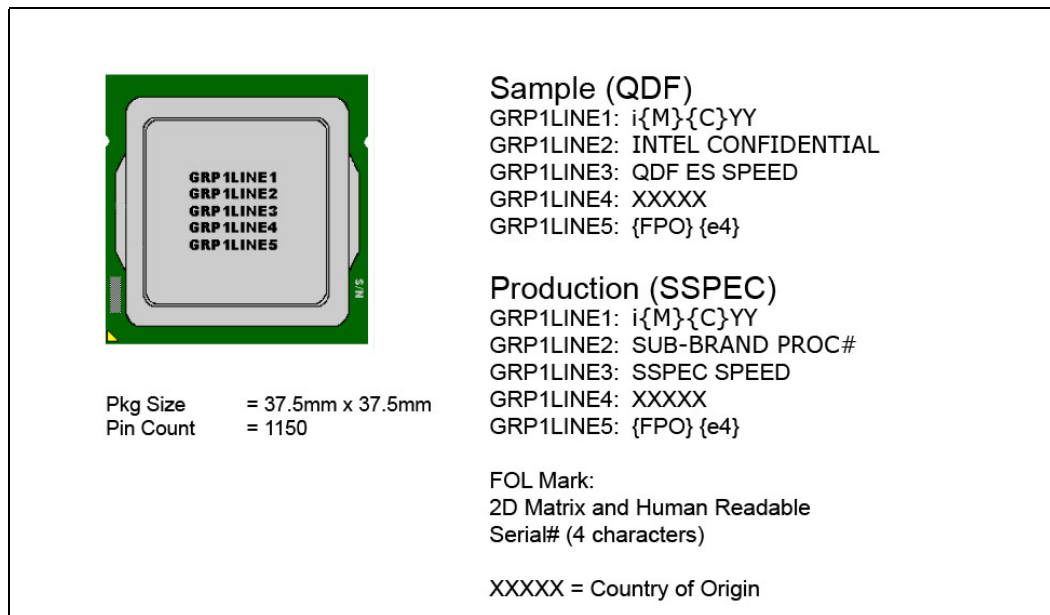 GRP1LINE1
GRP1LINE2
GRP1LINE3
GRP1LINE4
GRP1LINE5
S/N
Pkg Size = 37.5mm x 37.5mm
Pin Count = 1150
Sample (QDF)
GRP1LINE1: i{M}{C}YY
GRP1LINE2: INTEL CONFIDENTIAL
GRP1LINE3: QDF ES SPEED
GRP1LINE4: XXXXX
GRP1LINE5: {FPO} {e4}
Production (SSPEC)
GRP1LINE1: i{M}{C}YY
GRP1LINE2: SUB-BRAND PROC#
GRP1LINE3: SSPEC SPEED
GRP1LINE4: XXXXX
GRP1LINE5: {FPO} {e4}
FOL Mark:
2D Matrix and Human Readable
Serial# (4 characters)
XXXXX = Country of Origin